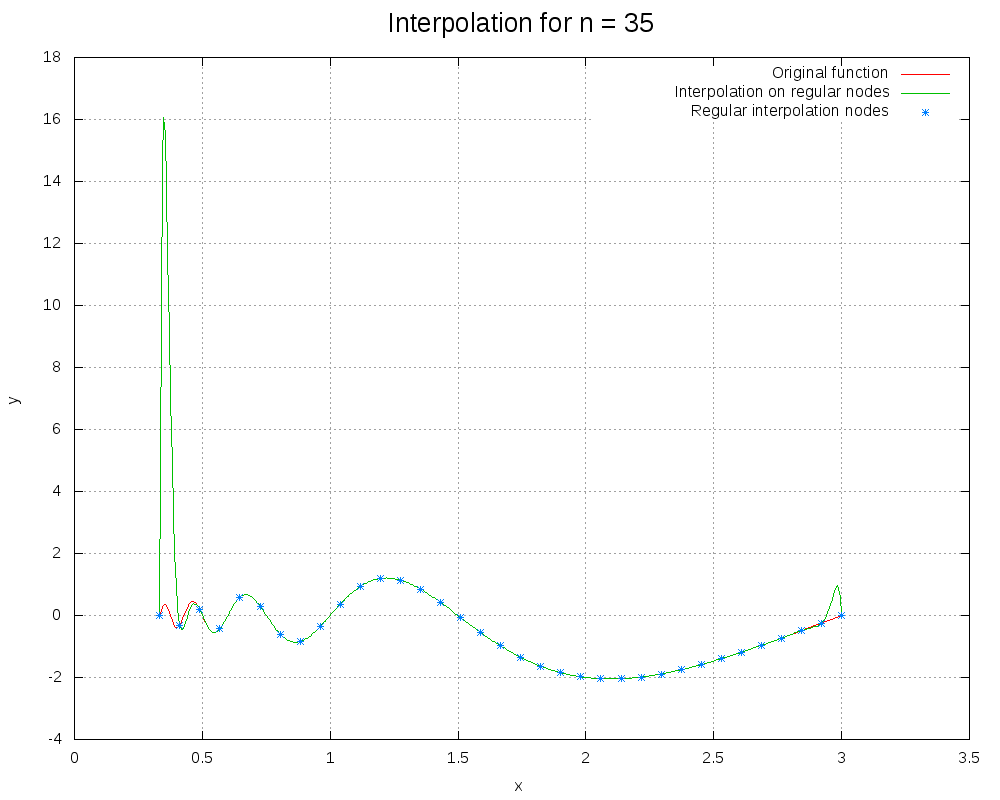 Interpolation for n = 35
Original function
Interpolation on regular nodes
Regular interpolation nodes
18
16
14
12
10
8
6
4
2
0
-2
-4
y
0 0.5 1 1.5 2 2.5 3 3.5
x